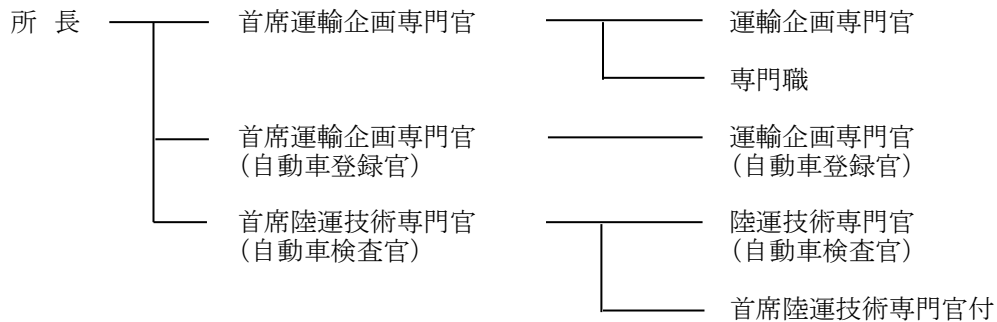 所 長
首席運輸企画専門官
運輸企画専門官
専門職
首席運輸企画専門官
(自動車登録官)
運輸企画専門官
(自動車登録官)
首席陸運技術専門官
(自動車検査官)
陸運技術専門官
(自動車検査官)
首席陸運技術専門官付